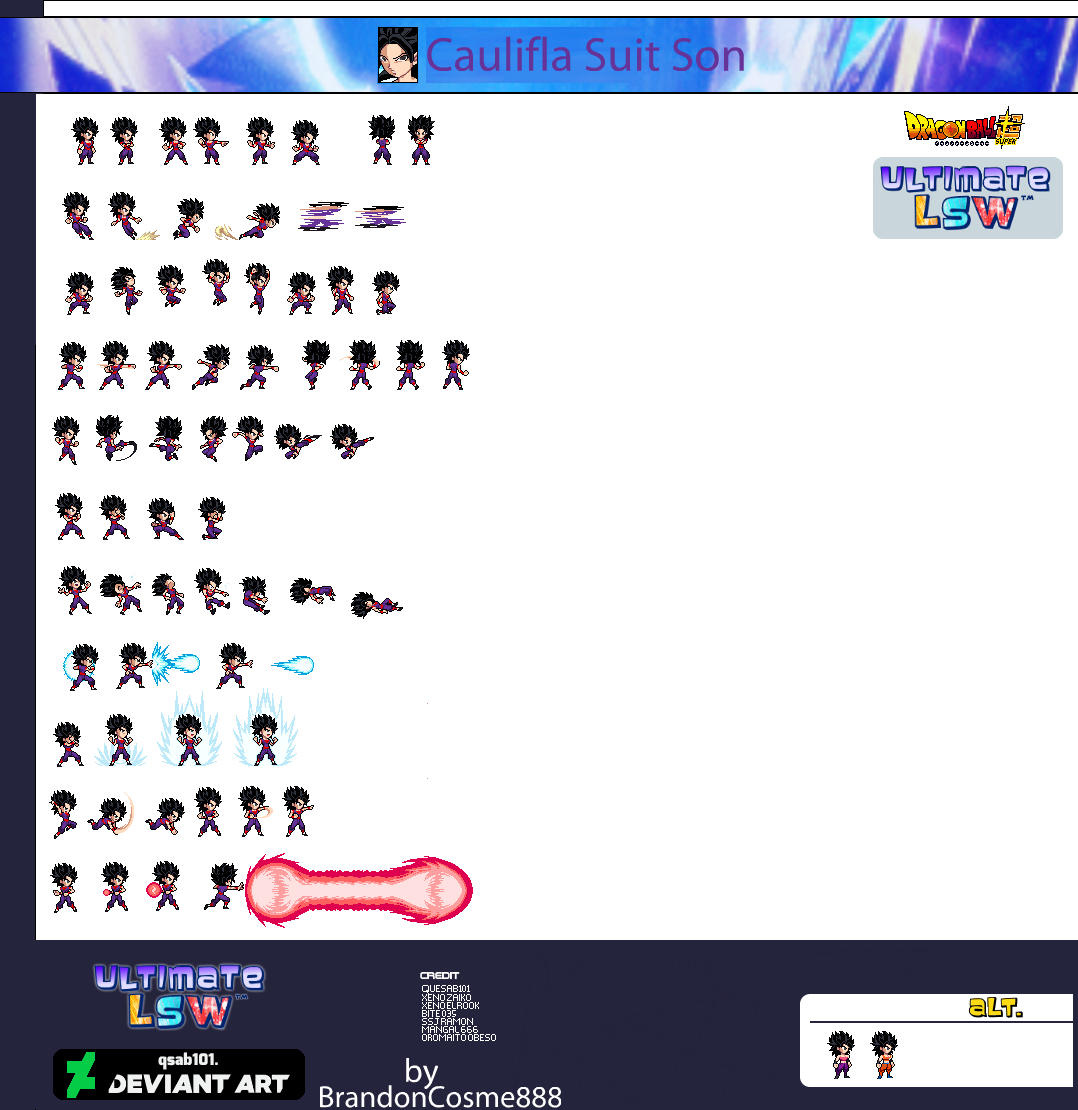 Caulifla Suit Son
DRAGON BALL 超
SUPER
ULTIMATE
LSW™
ULTIMATE
LSW™
CREDIT
QUESAB101
XENOZAIKO
XENOELROOK
BITE035
SSJRAMON
MANGAL666
OROMAITOOBESO
qsab101.
DEVIANT ART
by
BrandonCosme888
aLT.